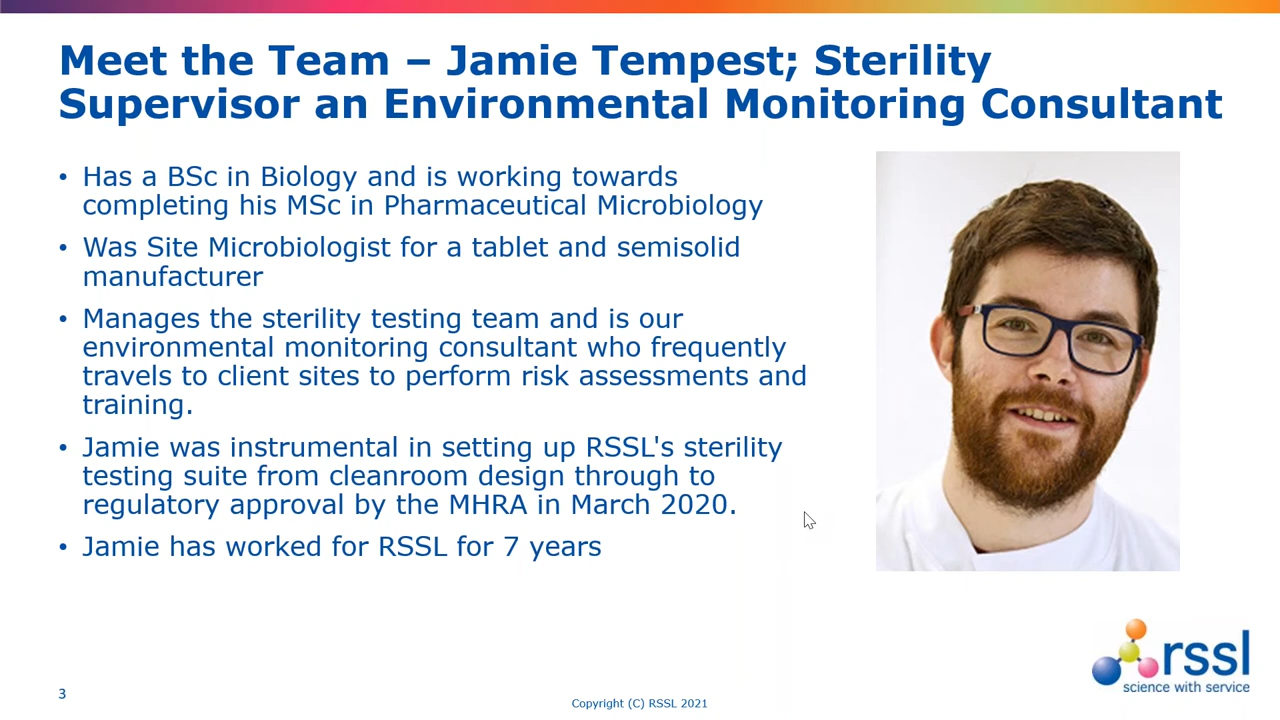 Meet the Team – Jamie Tempest; Sterility
Supervisor an Environmental Monitoring Consultant
• Has a BSc in Biology and is working towards
completing his MSc in Pharmaceutical Microbiology
• Was Site Microbiologist for a tablet and semisolid
manufacturer
• Manages the sterility testing team and is our
environmental monitoring consultant who frequently
travels to client sites to perform risk assessments and
training.
• Jamie was instrumental in setting up RSSL's sterility
testing suite from cleanroom design through to
regulatory approval by the MHRA in March 2020.
• Jamie has worked for RSSL for 7 years
rssl
science with service
3
Copyright (C) RSSL 2021